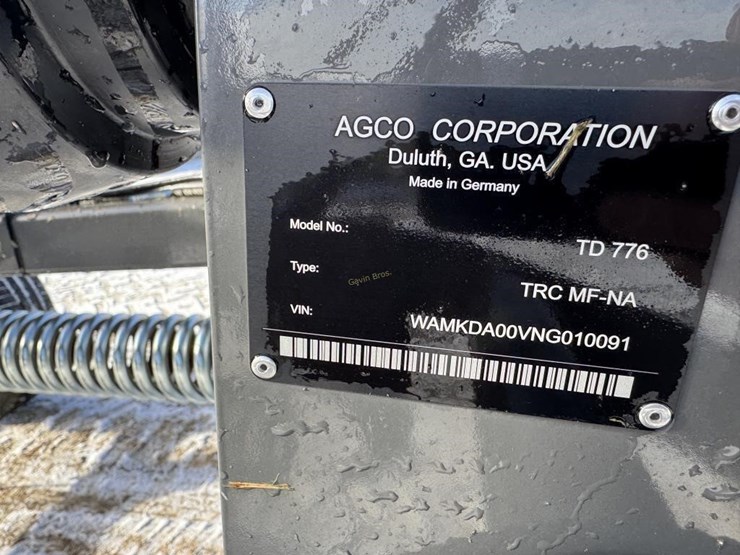 AGCO CORPORATION
Duluth, GA. USA
Made in Germany
Model No.: TD 776
Type: TRC MF-NA
Gavin Bros.
VIN: WAMKDA00VNG010091